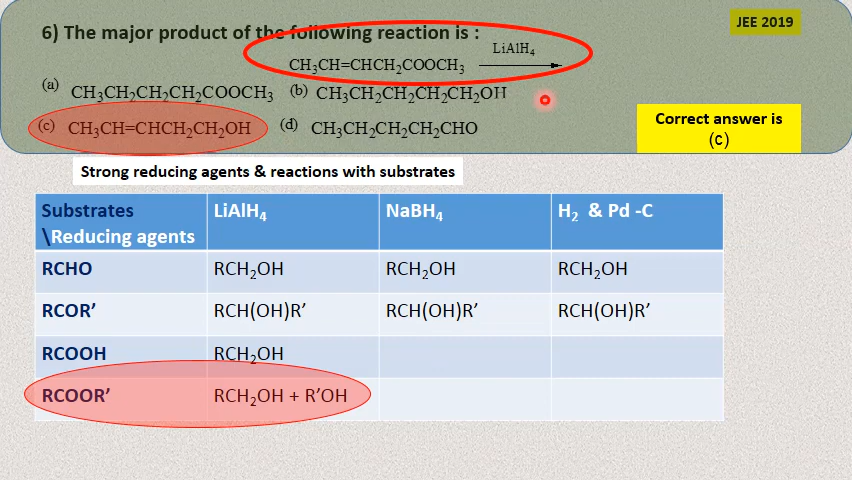 JEE 2019
6) The major product of the following reaction is :
CH₃CH=CHCH₂COOCH₃ LiAlH₄
(a) CH₃CH₂CH₂CH₂COOCH₃ (b) CH₃CH₂CH₂CH₂CH₂OH
(c) CH₃CH=CHCH₂CH₂OH (d) CH₃CH₂CH₂CH₂CHO
Correct answer is
(c)
Strong reducing agents & reactions with substrates
Substrates \Reducing agents LiAlH₄ NaBH₄ H₂ & Pd -C
RCHO RCH₂OH RCH₂OH RCH₂OH
RCOR’ RCH(OH)R’ RCH(OH)R’ RCH(OH)R’
RCOOH RCH₂OH
RCOOR’ RCH₂OH + R’OH